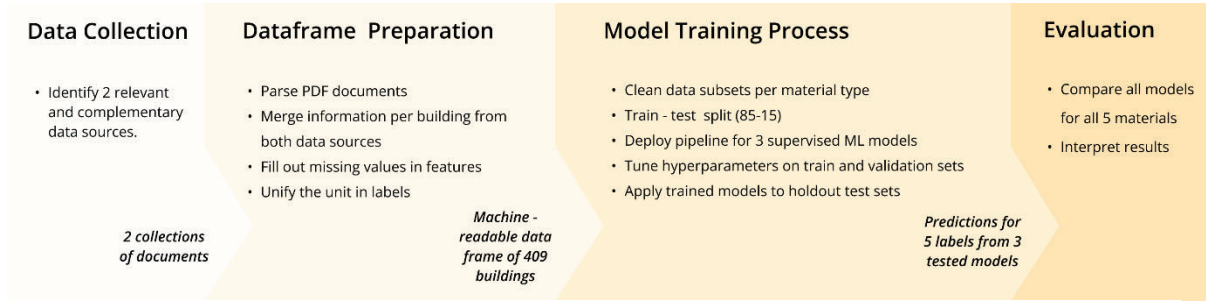 Data Collection
• Identify 2 relevant
and complementary
data sources.
2 collections
of documents
Dataframe Preparation
• Parse PDF documents
• Merge information per building from
both data sources
• Fill out missing values in features
• Unify the unit in labels
Machine -
readable data
frame of 409
buildings
Model Training Process
• Clean data subsets per material type
• Train - test split (85-15)
• Deploy pipeline for 3 supervised ML models
• Tune hyperparameters on train and validation sets
• Apply trained models to holdout test sets
Predictions for
5 labels from 3
tested models
Evaluation
• Compare all models
for all 5 materials
• Interpret results